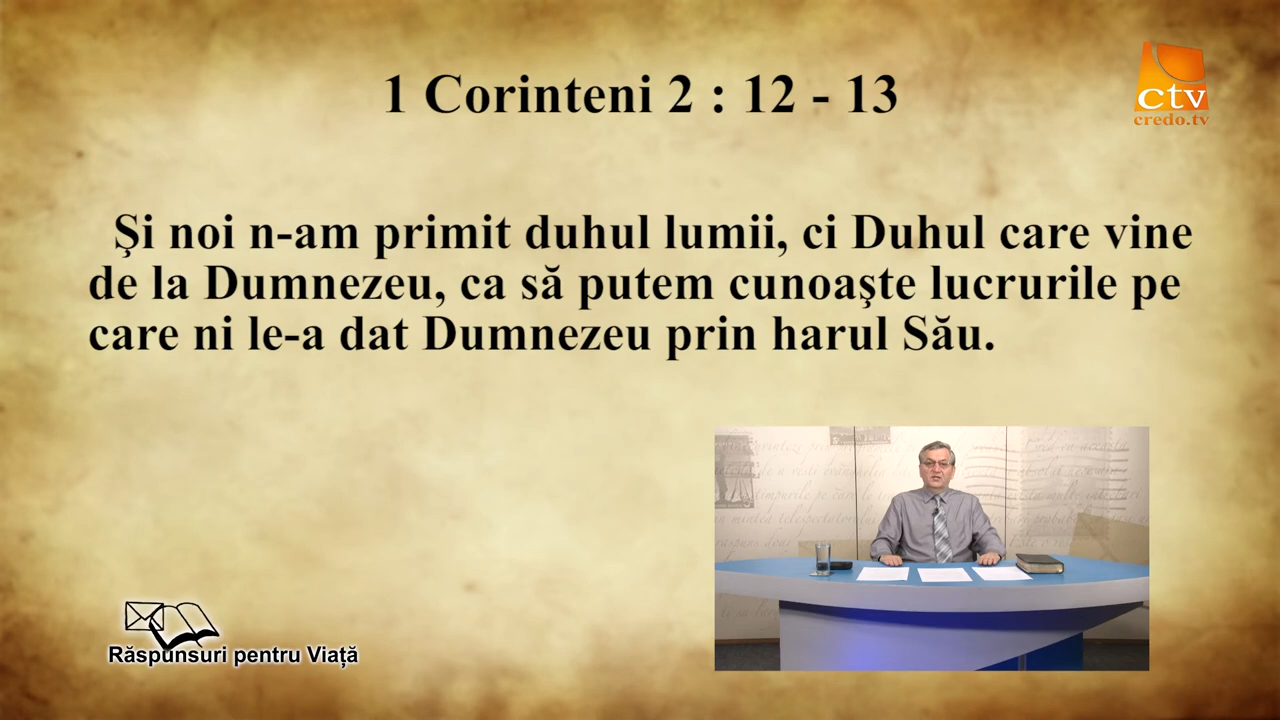 1 Corinteni 2 : 12 - 13
ctv
credo.tv
Şi noi n-am primit duhul lumii, ci Duhul care vine
de la Dumnezeu, ca să putem cunoaşte lucrurile pe
care ni le-a dat Dumnezeu prin harul Său.
Răspunsuri pentru Viață